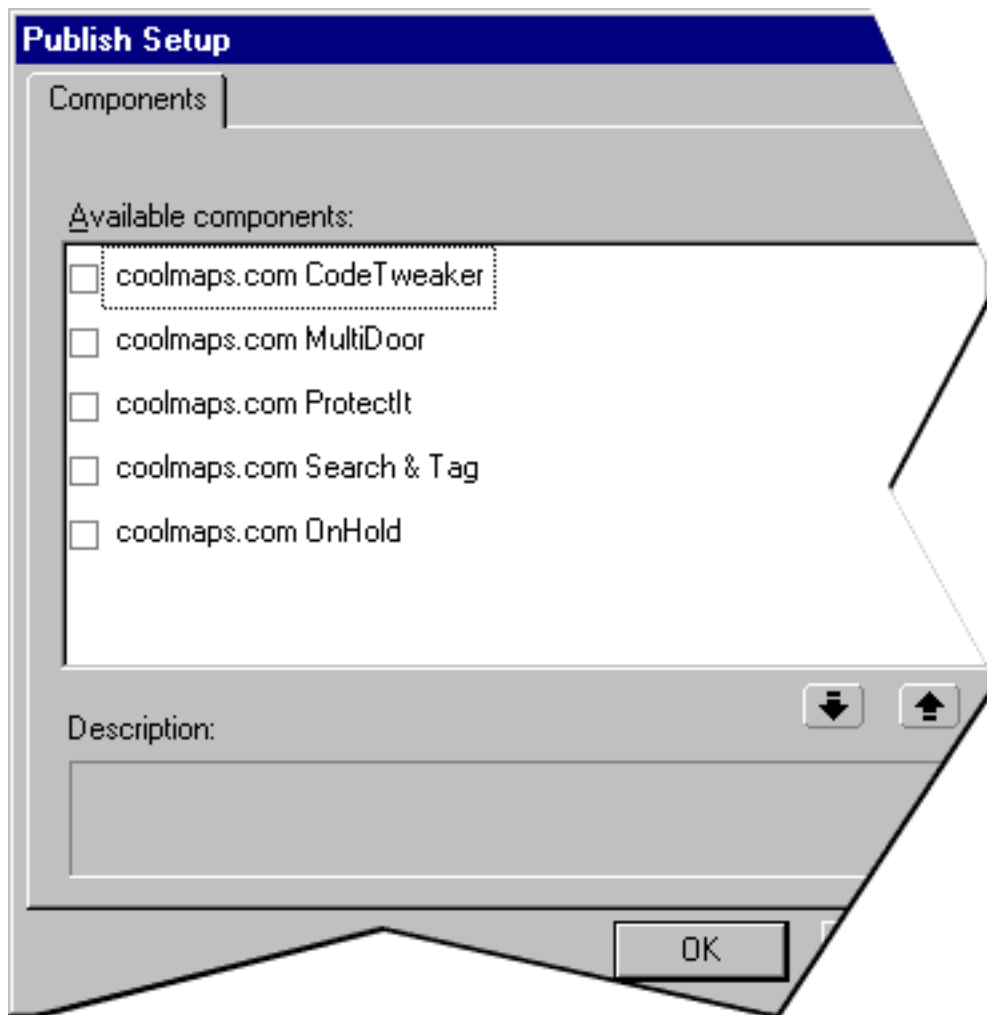 Publish Setup
Components
Available components:
coolmaps.com CodeTweaker
coolmaps.com MultiDoor
coolmaps.com ProtectIt
coolmaps.com Search & Tag
coolmaps.com OnHold
Description:
OK